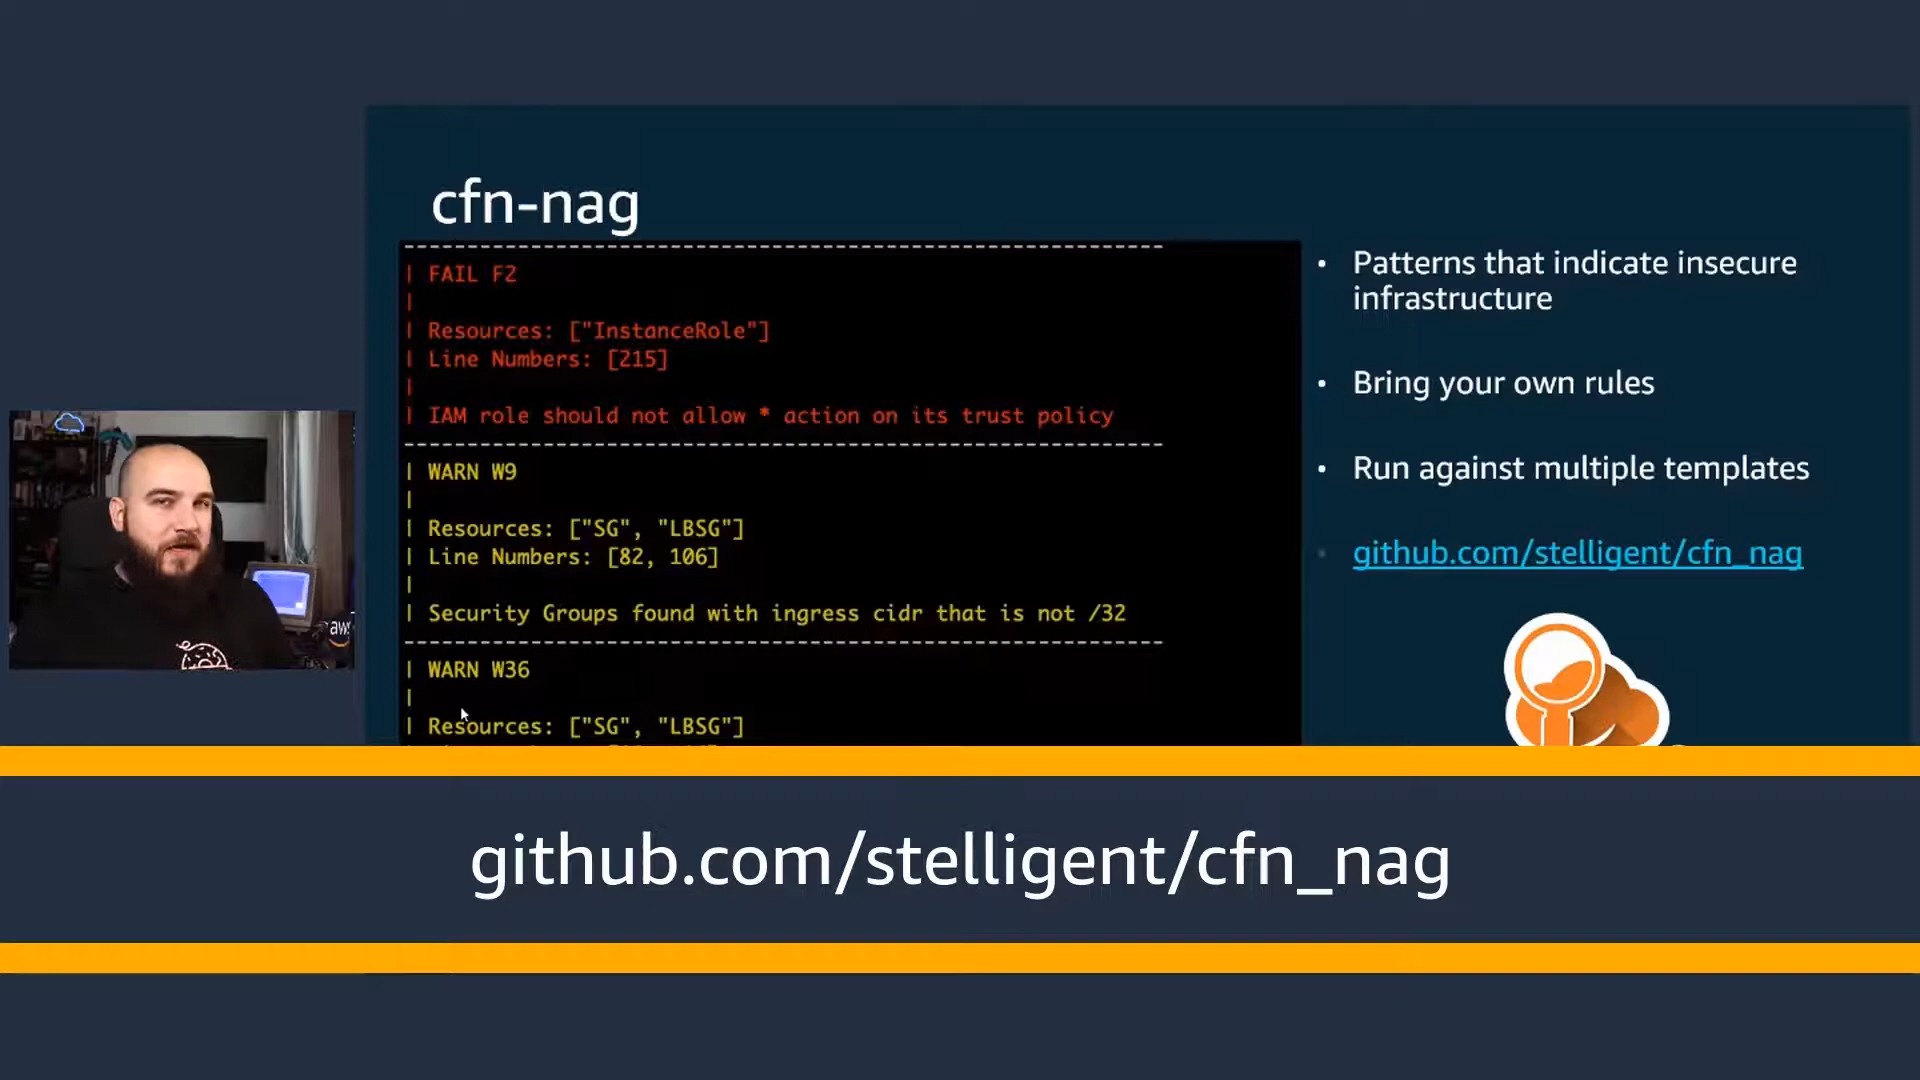 cfn-nag
------------------------------------------------------------
| FAIL F2
|
| Resources: ["InstanceRole"]
| Line Numbers: [215]
|
| IAM role should not allow * action on its trust policy
------------------------------------------------------------
| WARN W9
|
| Resources: ["SG", "LBSG"]
| Line Numbers: [82, 106]
|
| Security Groups found with ingress cidr that is not /32
------------------------------------------------------------
| WARN W36
|
| Resources: ["SG", "LBSG"]
• Patterns that indicate insecure
infrastructure
• Bring your own rules
• Run against multiple templates
• github.com/stelligent/cfn_nag
aws
github.com/stelligent/cfn_nag